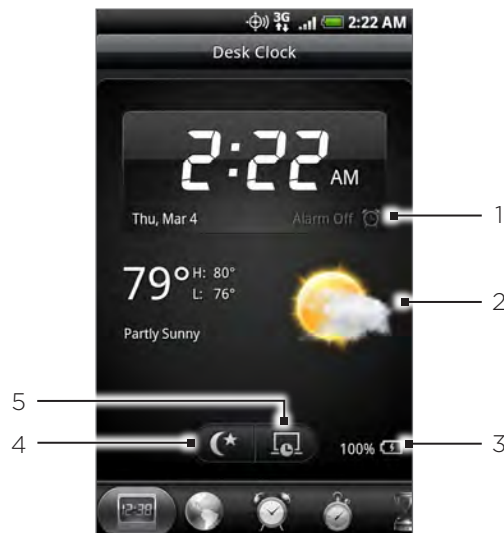 3G 2:22 AM
Desk Clock
2:22 AM
Thu, Mar 4 Alarm Off
1
79° H: 80°
L: 76°
2
Partly Sunny
5
4
100%
3
12:38